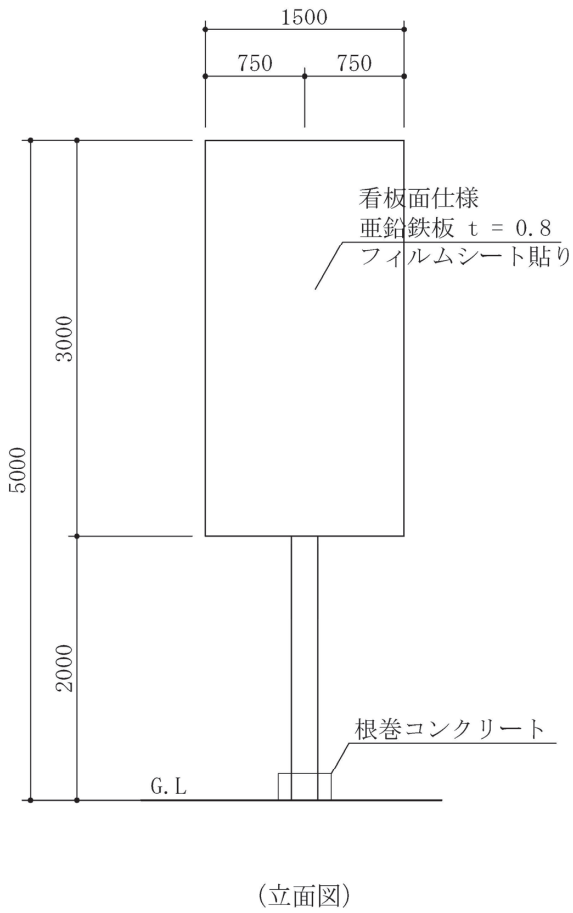 1500
750
750
看板面仕様
亜鉛鉄板 t = 0.8
フィルムシート貼り
3000
5000
2000
根巻コンクリート
G.L
(立面図)